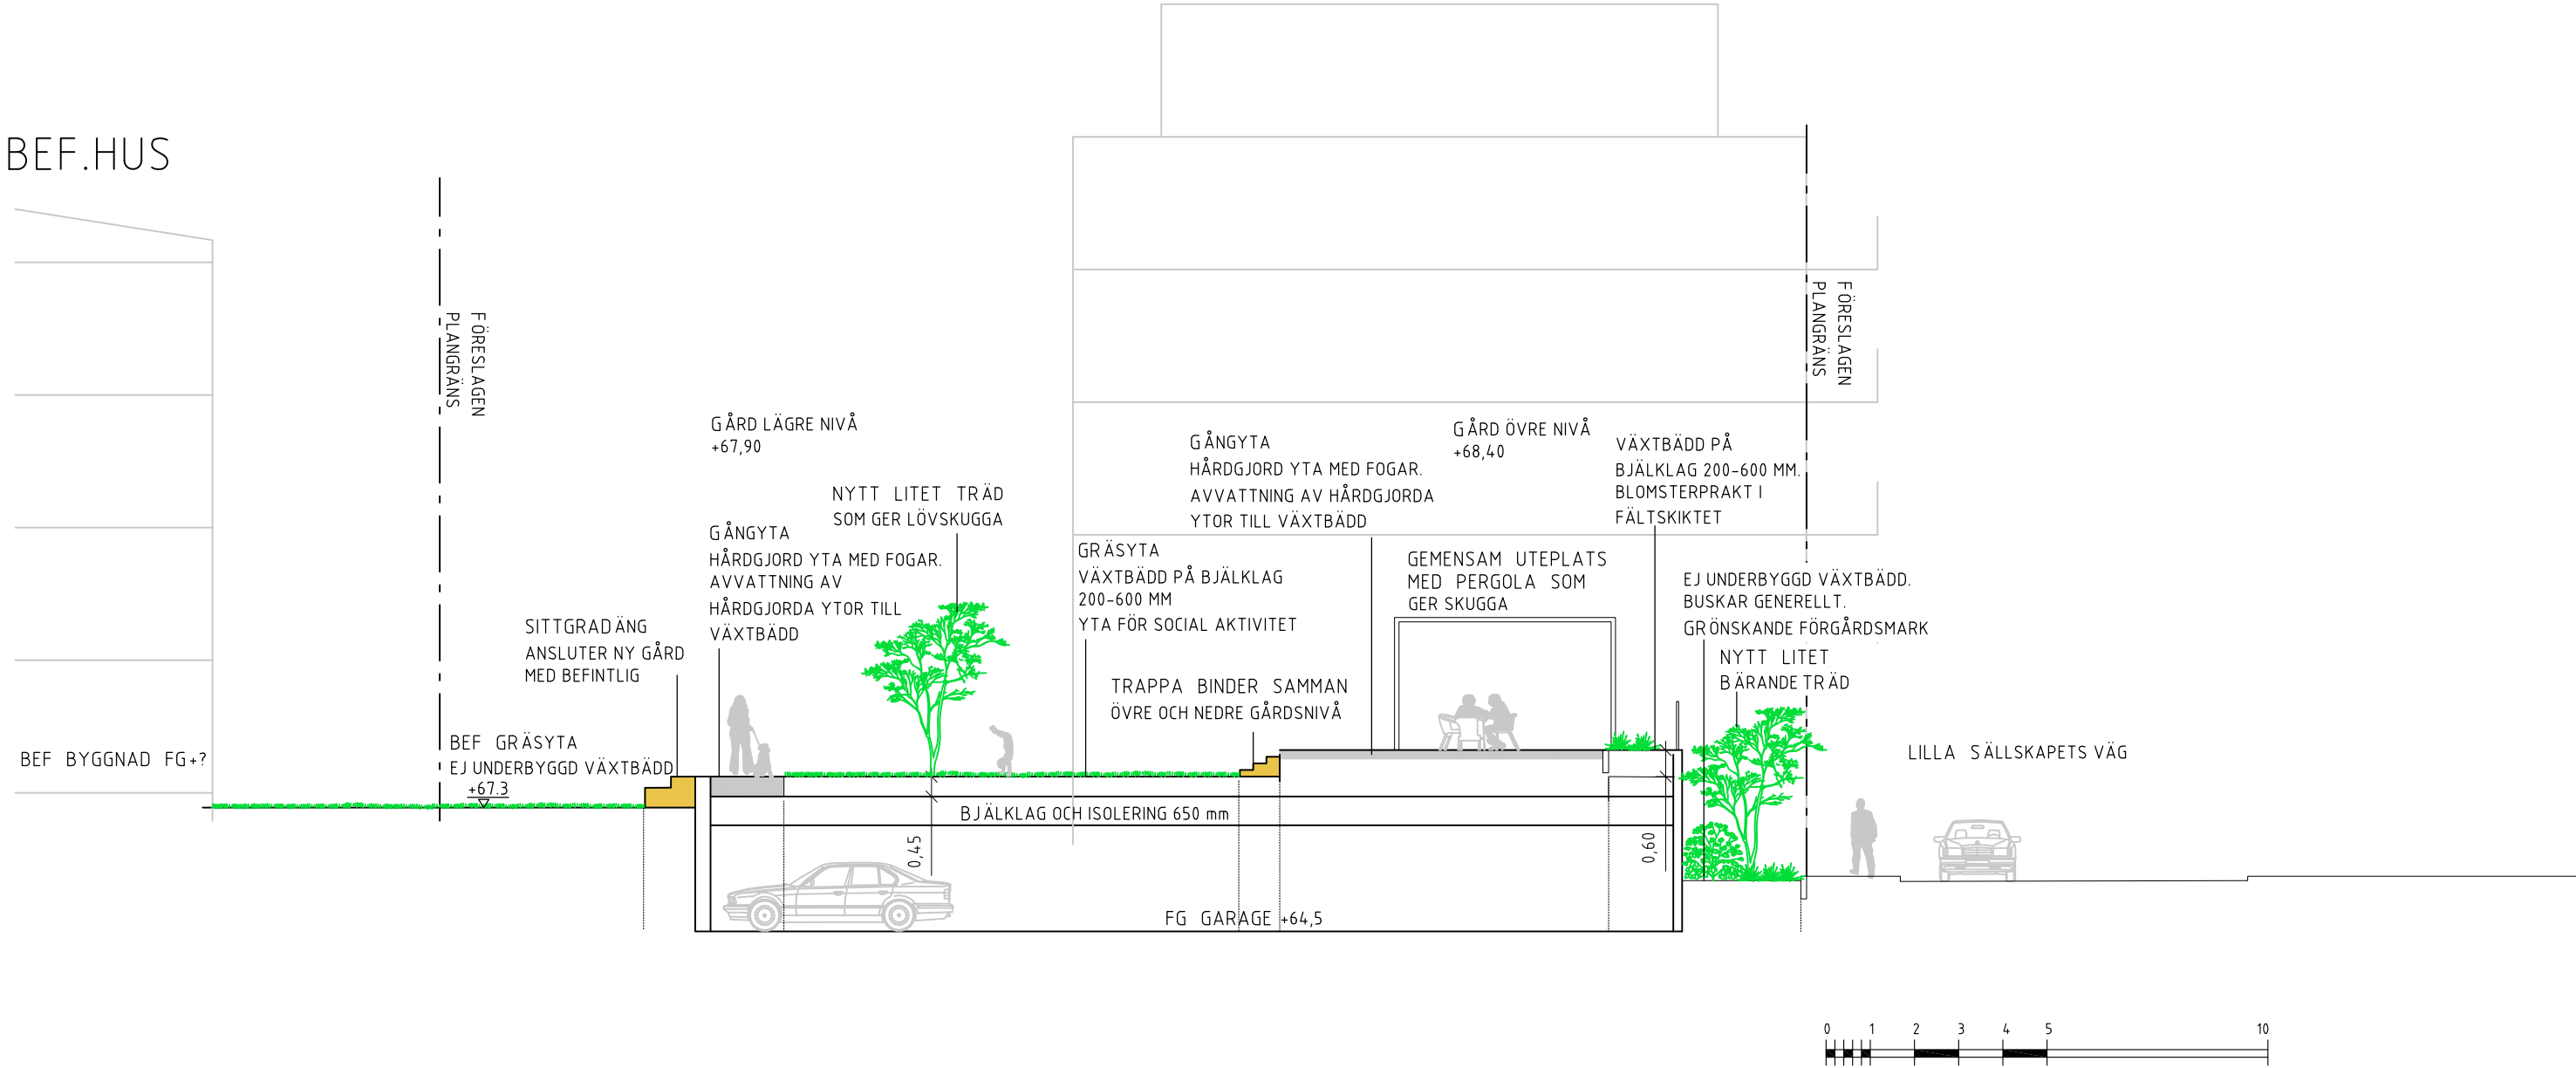 BEF.HUS
FÖRESLAGEN
PLANGRÄNS
FÖRESLAGEN
PLANGRÄNS
GÅRD LÄGRE NIVÅ
+67,90
GÅRD ÖVRE NIVÅ
+68,40
GÅNGYTA
HÅRDGJORD YTA MED FOGAR.
AVVATTNING AV HÅRDGJORDA
YTOR TILL VÄXTBÄDD
VÄXTBÄDD PÅ
BJÄLKLAG 200-600 MM.
BLOMSTERPRAKT I
FÄLTSKIKTET
NYTT LITET TRÄD
SOM GER LÖVSKUGGA
GÅNGYTA
HÅRDGJORD YTA MED FOGAR.
AVVATTNING AV
HÅRDGJORDA YTOR TILL
VÄXTBÄDD
GRÄSYTA
VÄXTBÄDD PÅ BJÄLKLAG
200-600 MM
YTA FÖR SOCIAL AKTIVITET
GEMENSAM UTEPLATS
MED PERGOLA SOM
GER SKUGGA
EJ UNDERBYGGD VÄXTBÄDD.
BUSKAR GENERELLT.
GRÖNSKANDE FÖRGÅRDSMARK
NYTT LITET
BÄRANDE TRÄD
SITTGRADÄNG
ANSLUTER NY GÅRD
MED BEFINTLIG
TRAPPA BINDER SAMMAN
ÖVRE OCH NEDRE GÅRDSNIVÅ
BEF GRÄSYTA
EJ UNDERBYGGD VÄXTBÄDD
+67.3
BEF BYGGNAD FG+?
LILLA SÄLLSKAPETS VÄG
BJÄLKLAG OCH ISOLERING 650 mm
0,45
0,60
FG GARAGE +64,5
0 1 2 3 4 5 10